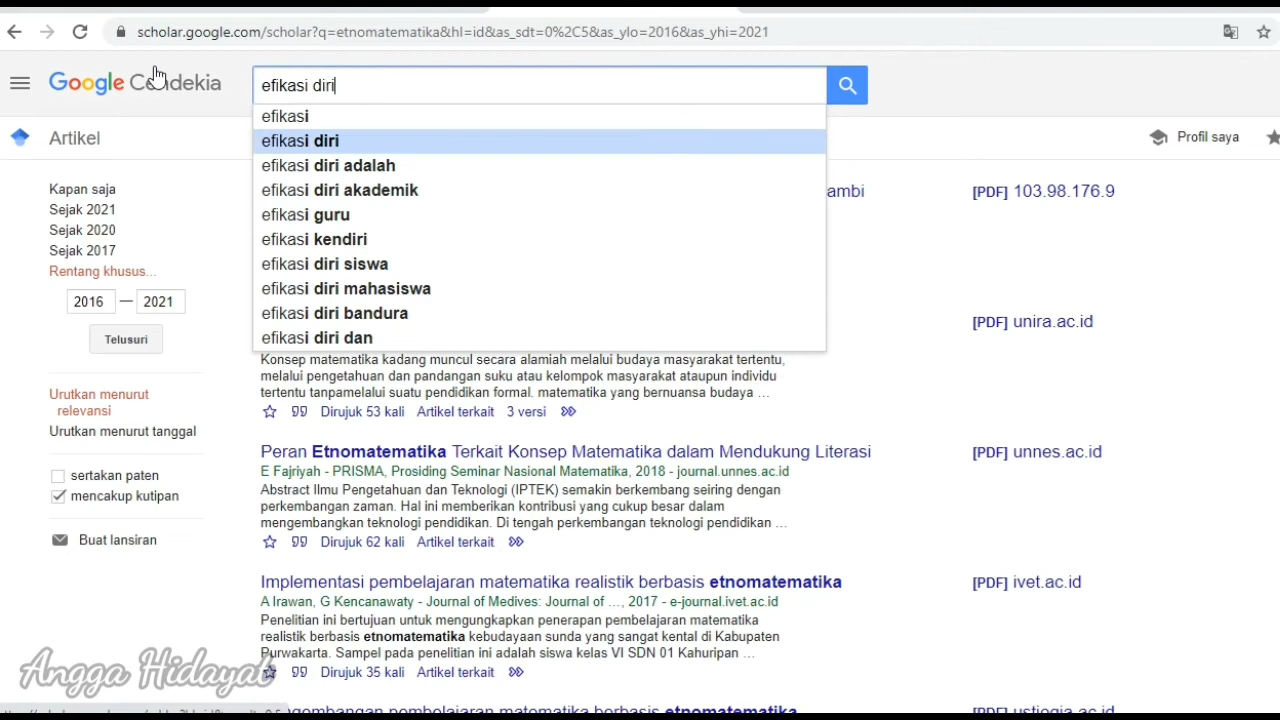 scholar.google.com/scholar?q=etnomatematika&hl=id&as_sdt=0%2C5&as_ylo=2016&as_yhi=2021
Google Cendekia
efikasi diri
efikasi
efikasi diri
efikasi diri adalah
efikasi diri akademik
efikasi guru
efikasi kendiri
efikasi diri siswa
efikasi diri mahasiswa
efikasi diri bandura
efikasi diri dan
Artikel
Profil saya
Kapan saja
Sejak 2021
Sejak 2020
Sejak 2017
Rentang khusus...
2016 — 2021
Telusuri
Urutkan menurut
relevansi
Urutkan menurut tanggal
sertakan paten
mencakup kutipan
Buat lansiran
ambi
[PDF] 103.98.176.9
[PDF] unira.ac.id
Konsep matematika kadang muncul secara alamiah melalui budaya masyarakat tertentu,
melalui pengetahuan dan pandangan suku atau kelompok masyarakat ataupun individu
tertentu tanpamelalui suatu pendidikan formal. matematika yang bernuansa budaya …
Dirujuk 53 kali Artikel terkait 3 versi
Peran Etnomatematika Terkait Konsep Matematika dalam Mendukung Literasi
[PDF] unnes.ac.id
E Fajriyah - PRISMA, Prosiding Seminar Nasional Matematika, 2018 - journal.unnes.ac.id
Abstract Ilmu Pengetahuan dan Teknologi (IPTEK) semakin berkembang seiring dengan
perkembangan zaman. Hal ini memberikan kontribusi yang cukup besar dalam
mengembangkan teknologi pendidikan. Di tengah perkembangan teknologi pendidikan …
Dirujuk 62 kali Artikel terkait
Implementasi pembelajaran matematika realistik berbasis etnomatematika
[PDF] ivet.ac.id
A Irawan, G Kencanawaty - Journal of Medives: Journal of …, 2017 - e-journal.ivet.ac.id
Penelitian ini bertujuan untuk mengungkapkan penerapan pembelajaran matematika
realistik berbasis etnomatematika kebudayaan sunda yang sangat kental di Kabupaten
Purwakarta. Sampel pada penelitian ini adalah siswa kelas VI SDN 01 Kahuripan …
Dirujuk 35 kali Artikel terkait
Angga Hidayat
ngembangan pembelajaran matematika berbasis etnomatematika
[PDF] ustjogja.ac.id